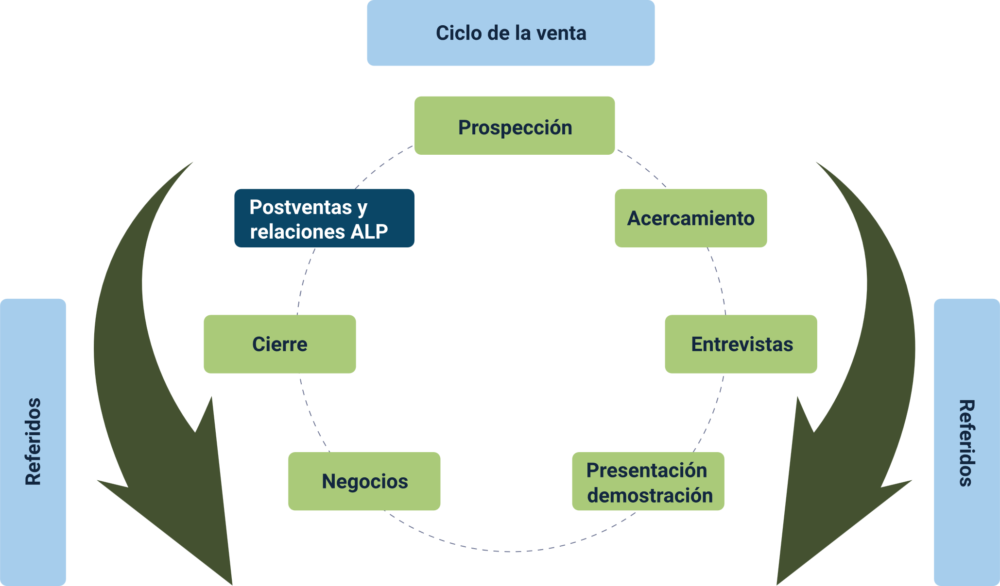 Ciclo de la venta
Prospección
Postventas y
relaciones ALP
Acercamiento
Cierre
Entrevistas
Negocios
Presentación
demostración
Referidos
Referidos